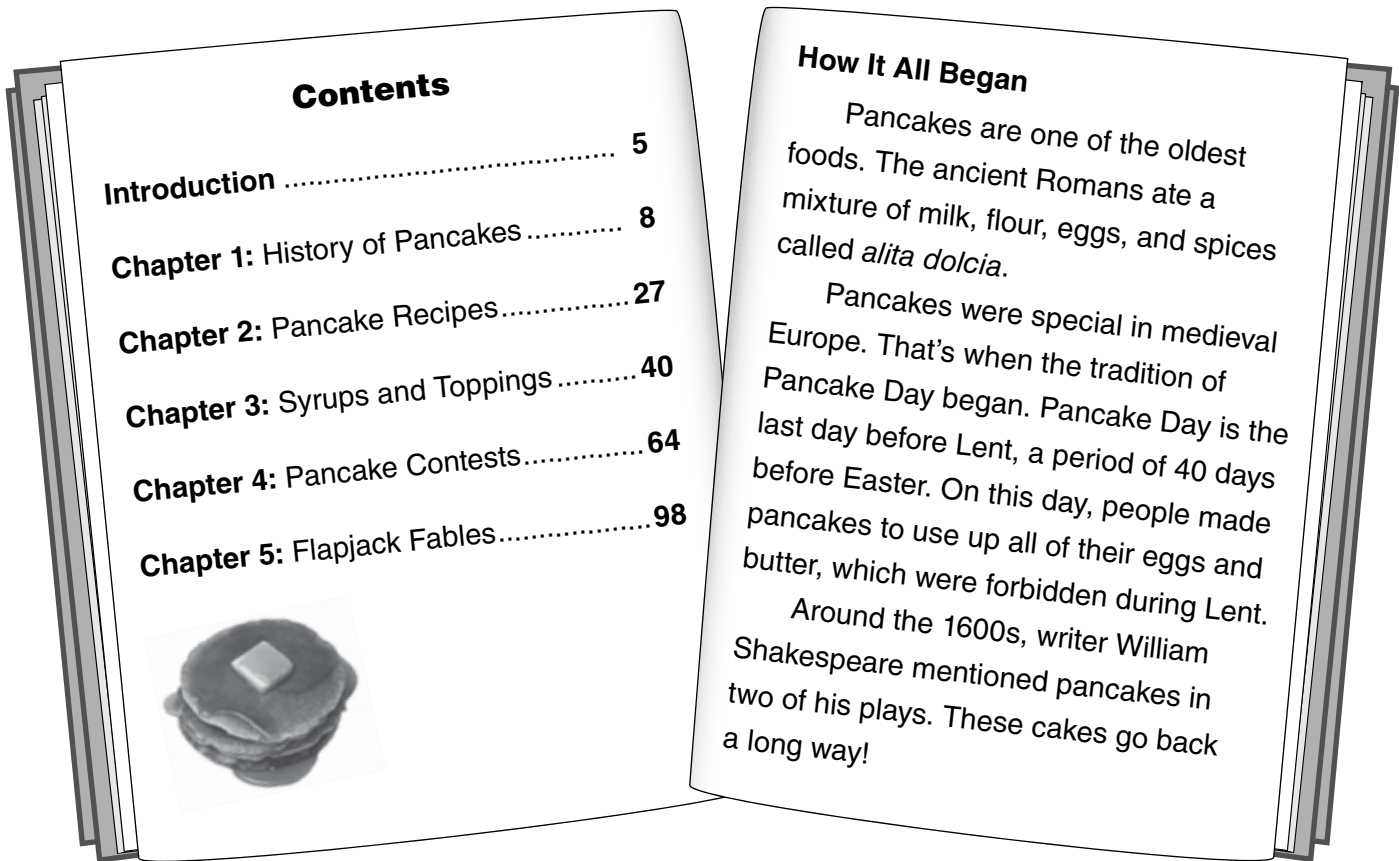 Contents
Introduction ........................................ 5
Chapter 1: History of Pancakes ............ 8
Chapter 2: Pancake Recipes ................ 27
Chapter 3: Syrups and Toppings .......... 40
Chapter 4: Pancake Contests ............... 64
Chapter 5: Flapjack Fables ................... 98
How It All Began
Pancakes are one of the oldest
foods. The ancient Romans ate a
mixture of milk, flour, eggs, and spices
called alita dolcia.
Pancakes were special in medieval
Europe. That's when the tradition of
Pancake Day began. Pancake Day is the
last day before Lent, a period of 40 days
before Easter. On this day, people made
pancakes to use up all of their eggs and
butter, which were forbidden during Lent.
Around the 1600s, writer William
Shakespeare mentioned pancakes in
two of his plays. These cakes go back
a long way!